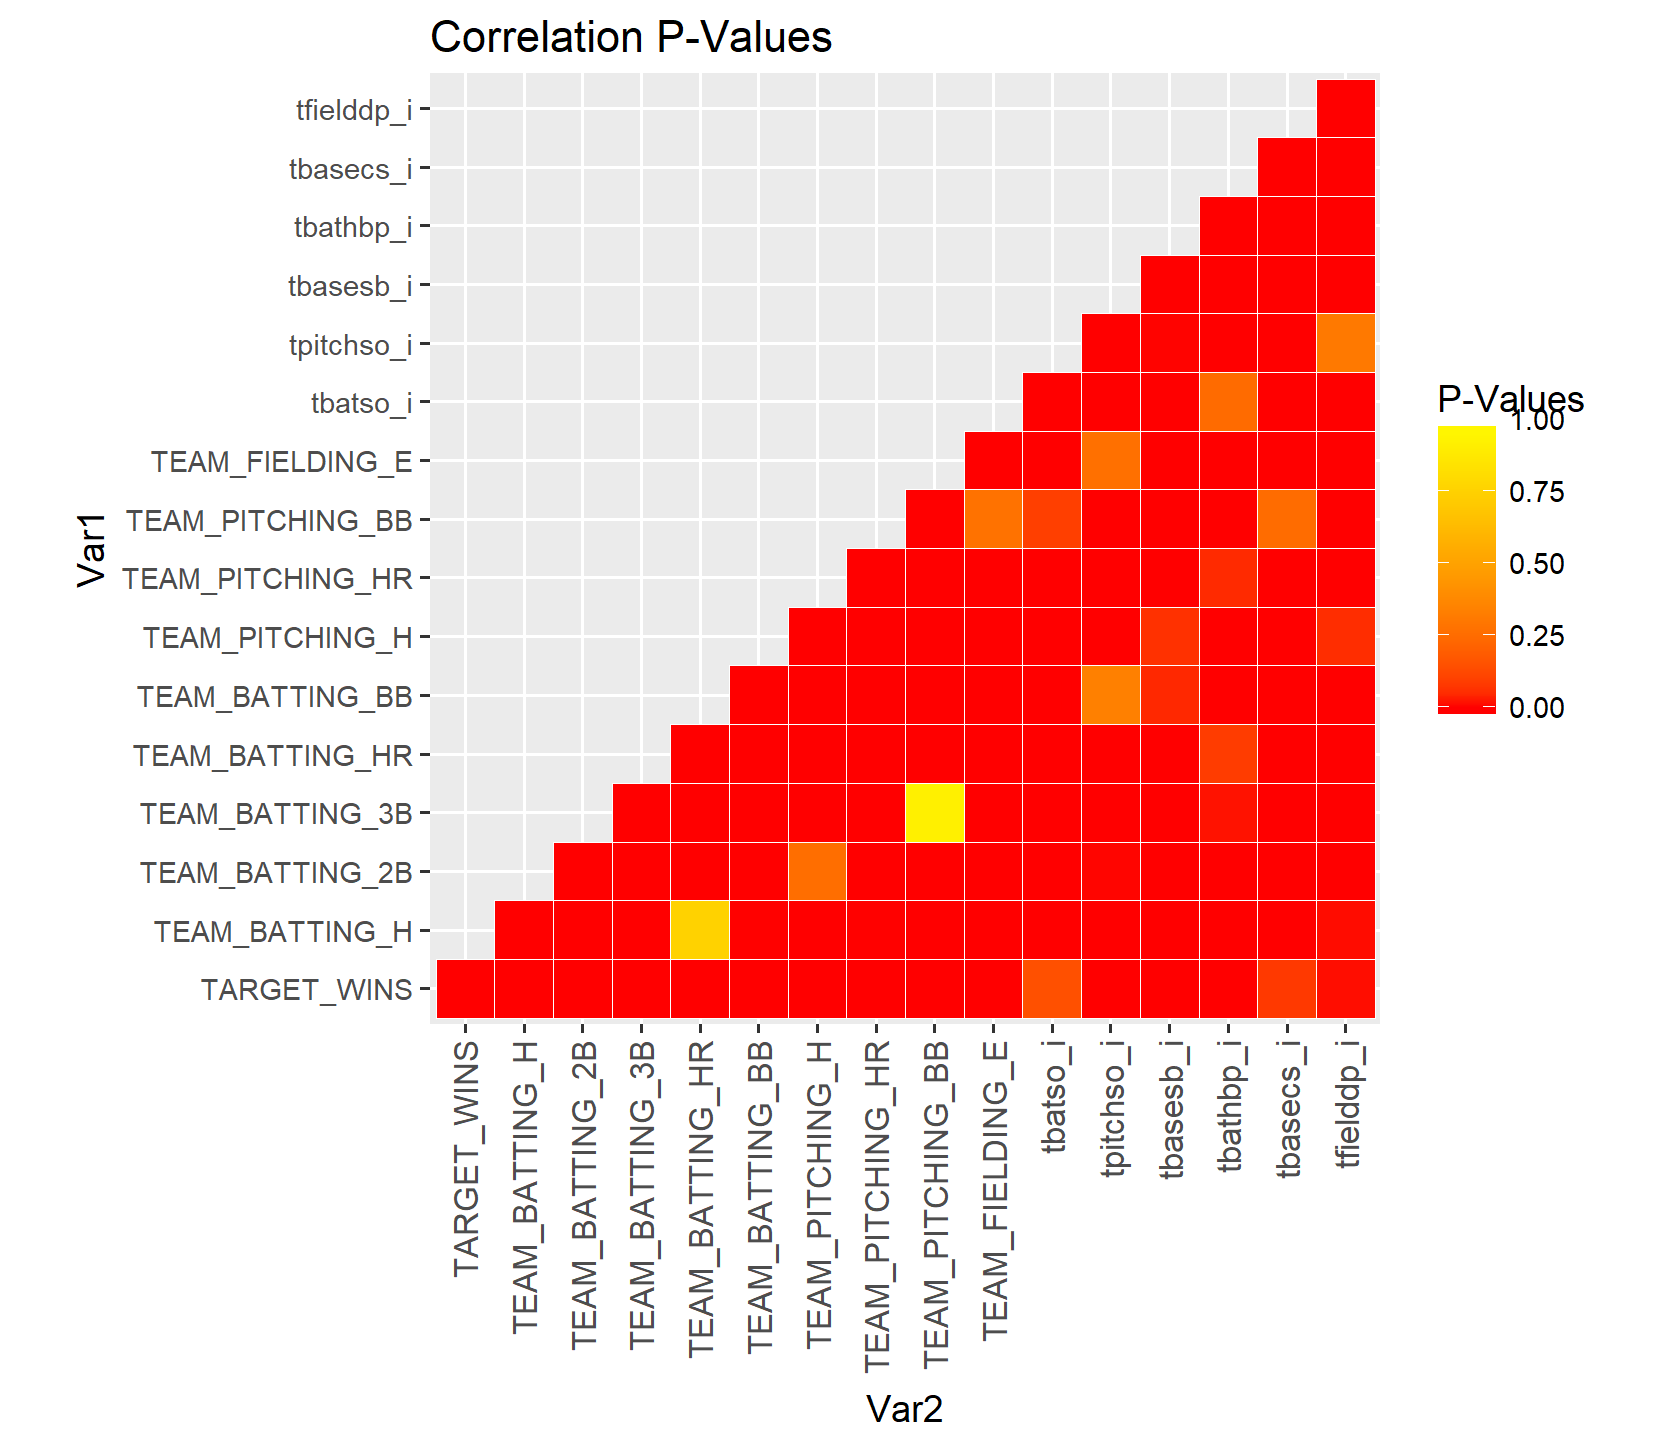 Correlation P-Values
tfielddp_i
tbasecs_i
tbathbp_i
tbasesb_i
tpitchso_i
tbatso_i
TEAM_FIELDING_E
TEAM_PITCHING_BB
TEAM_PITCHING_HR
TEAM_PITCHING_H
TEAM_BATTING_BB
TEAM_BATTING_HR
TEAM_BATTING_3B
TEAM_BATTING_2B
TEAM_BATTING_H
TARGET_WINS
Var1
TARGET_WINS
TEAM_BATTING_H
TEAM_BATTING_2B
TEAM_BATTING_3B
TEAM_BATTING_HR
TEAM_BATTING_BB
TEAM_PITCHING_H
TEAM_PITCHING_HR
TEAM_PITCHING_BB
TEAM_FIELDING_E
tbatso_i
tpitchso_i
tbasesb_i
tbathbp_i
tbasecs_i
tfielddp_i
Var2
P-Values
1.00
0.75
0.50
0.25
0.00